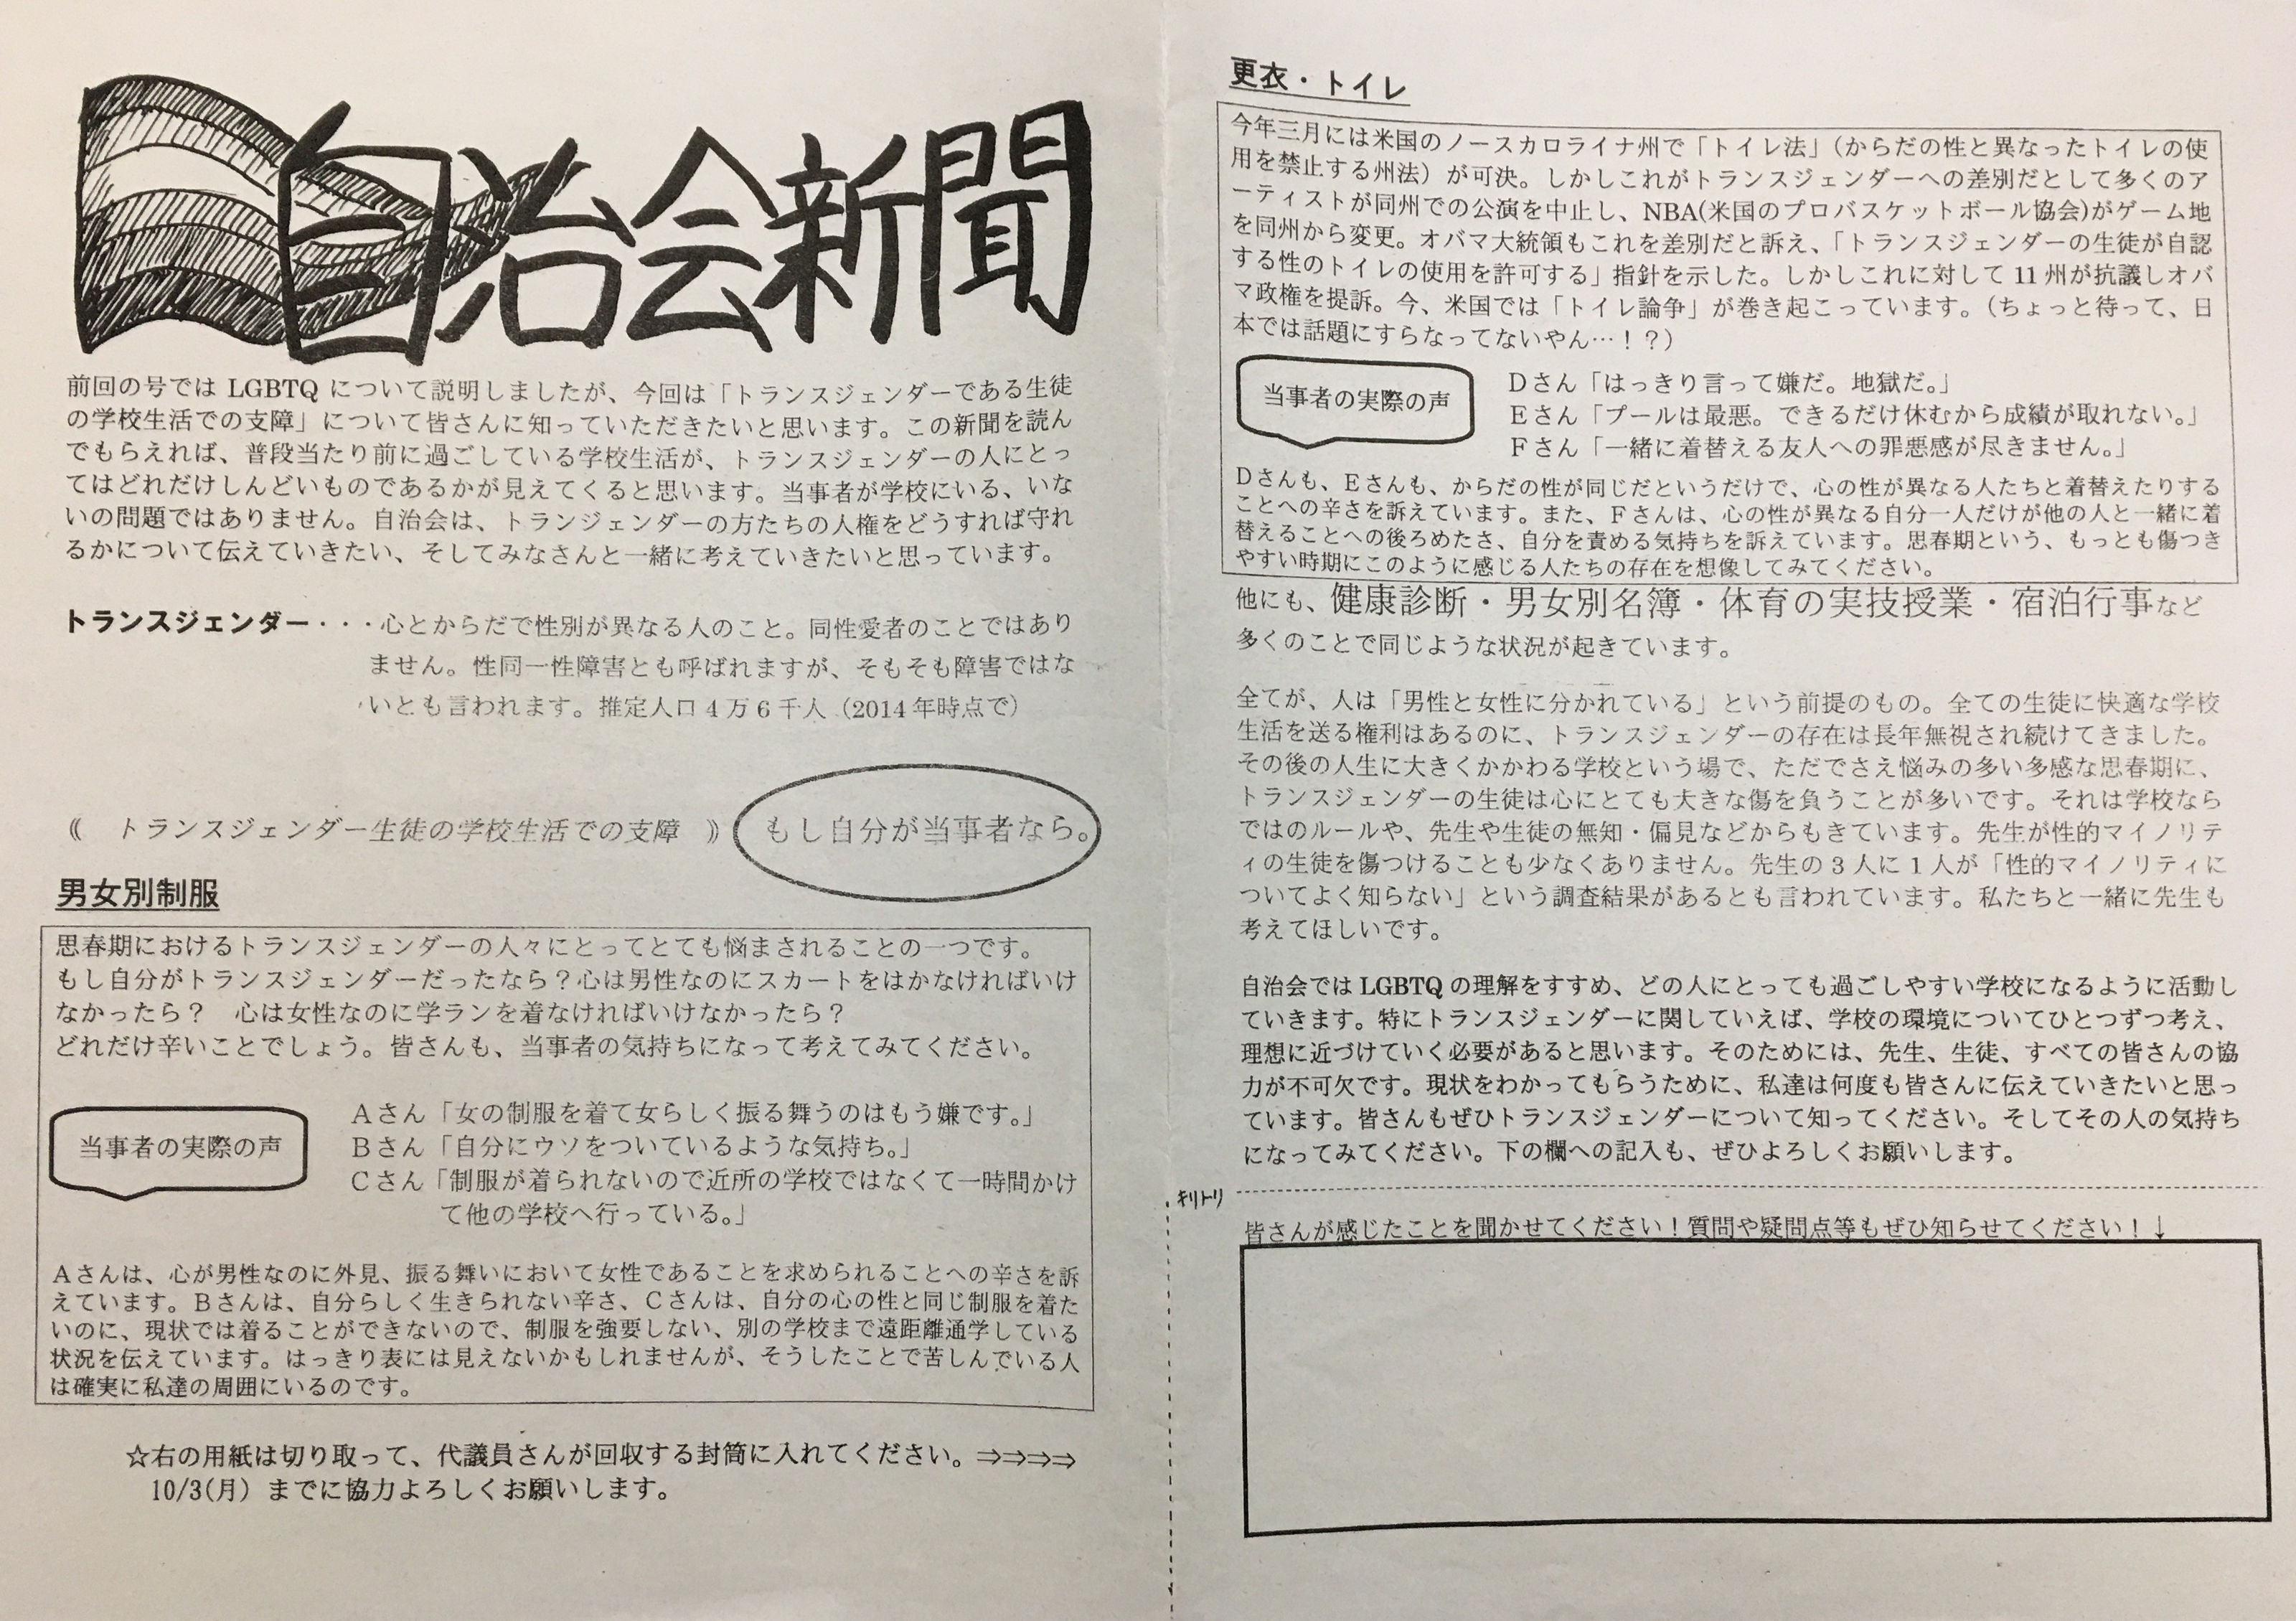 自治会新聞
前回の号では LGBTQ について説明しましたが、今回は「トランスジェンダーである生徒
の学校生活での支障」について皆さんに知っていただきたいと思います。この新聞を読ん
でもらえれば、普段当たり前に過ごしている学校生活が、トランスジェンダーの人にとっ
てはどれだけしんどいものであるかが見えてくると思います。当事者が学校にいる、いな
いの問題ではありません。自治会は、トランジェンダーの方たちの人権をどうすれば守れ
るかについて伝えていきたい、そしてみなさんと一緒に考えていきたいと思っています。
トランスジェンダー・・・心とからだで性別が異なる人のこと。同性愛者のことではあり
ません。性同一性障害とも呼ばれますが、そもそも障害ではな
いとも言われます。推定人口 4 万 6 千人（2014 年時点で）
《 トランスジェンダー生徒の学校生活での支障 》 もし自分が当事者なら。
男女別制服
思春期におけるトランスジェンダーの人々にとってとても悩まされることの一つです。
もし自分がトランスジェンダーだったなら？心は男性なのにスカートをはかなければいけ
なかったら？　心は女性なのに学ランを着なければいけなかったら？
どれだけ辛いことでしょう。皆さんも、当事者の気持ちになって考えてみてください。
当事者の実際の声
Ａさん「女の制服を着て女らしく振る舞うのはもう嫌です。」
Ｂさん「自分にウソをついているような気持ち。」
Ｃさん「制服が着られないので近所の学校ではなくて一時間かけ
て他の学校へ行っている。」
Ａさんは、心が男性なのに外見、振る舞いにおいて女性であることを求められることへの辛さを訴
えています。Ｂさんは、自分らしく生きられない辛さ、Ｃさんは、自分の心の性と同じ制服を着た
いのに、現状では着ることができないので、制服を強要しない、別の学校まで遠距離通学している
状況を伝えています。はっきり表には見えないかもしれませんが、そうしたことで苦しんでいる人
は確実に私達の周囲にいるのです。
☆右の用紙は切り取って、代議員さんが回収する封筒に入れてください。⇒⇒⇒⇒
10/3(月）までに協力よろしくお願いします。
更衣・トイレ
今年三月には米国のノースカロライナ州で「トイレ法」（からだの性と異なったトイレの使
用を禁止する州法）が可決。しかしこれがトランスジェンダーへの差別だとして多くのア
ーティストが同州での公演を中止し、NBA(米国のプロバスケットボール協会)がゲーム地
を同州から変更。オバマ大統領もこれを差別だと訴え、「トランスジェンダーの生徒が自認
する性のトイレの使用を許可する」指針を示した。しかしこれに対して 11 州が抗議しオバ
マ政権を提訴。今、米国では「トイレ論争」が巻き起こっています。（ちょっと待って、日
本では話題にすらなってないやん…！？）
当事者の実際の声
Ｄさん「はっきり言って嫌だ。地獄だ。」
Ｅさん「プールは最悪。できるだけ休むから成績が取れない。」
Ｆさん「一緒に着替える友人への罪悪感が尽きません。」
Ｄさんも、Ｅさんも、からだの性が同じだというだけで、心の性が異なる人たちと着替えたりする
ことへの辛さを訴えています。また、Ｆさんは、心の性が異なる自分一人だけが他の人と一緒に着
替えることへの後ろめたさ、自分を責める気持ちを訴えています。思春期という、もっとも傷つき
やすい時期にこのように感じる人たちの存在を想像してみてください。
他にも、健康診断・男女別名簿・体育の実技授業・宿泊行事など
多くのことで同じような状況が起きています。
全てが、人は「男性と女性に分かれている」という前提のもの。全ての生徒に快適な学校
生活を送る権利はあるのに、トランスジェンダーの存在は長年無視され続けてきました。
その後の人生に大きくかかわる学校という場で、ただでさえ悩みの多い多感な思春期に、
トランスジェンダーの生徒は心にとても大きな傷を負うことが多いです。それは学校なら
ではのルールや、先生や生徒の無知・偏見などからもきています。先生が性的マイノリテ
ィの生徒を傷つけることも少なくありません。先生の 3 人に 1 人が「性的マイノリティに
ついてよく知らない」という調査結果があるとも言われています。私たちと一緒に先生も
考えてほしいです。
自治会では LGBTQ の理解をすすめ、どの人にとっても過ごしやすい学校になるように活動し
ていきます。特にトランスジェンダーに関していえば、学校の環境についてひとつずつ考え、
理想に近づけていく必要があると思います。そのためには、先生、生徒、すべての皆さんの協
力が不可欠です。現状をわかってもらうために、私達は何度も皆さんに伝えていきたいと思っ
ています。皆さんもぜひトランスジェンダーについて知ってください。そしてその人の気持ち
になってみてください。下の欄への記入も、ぜひよろしくお願いします。
キリトリ
皆さんが感じたことを聞かせてください！質問や疑問点等もぜひ知らせてください！↓